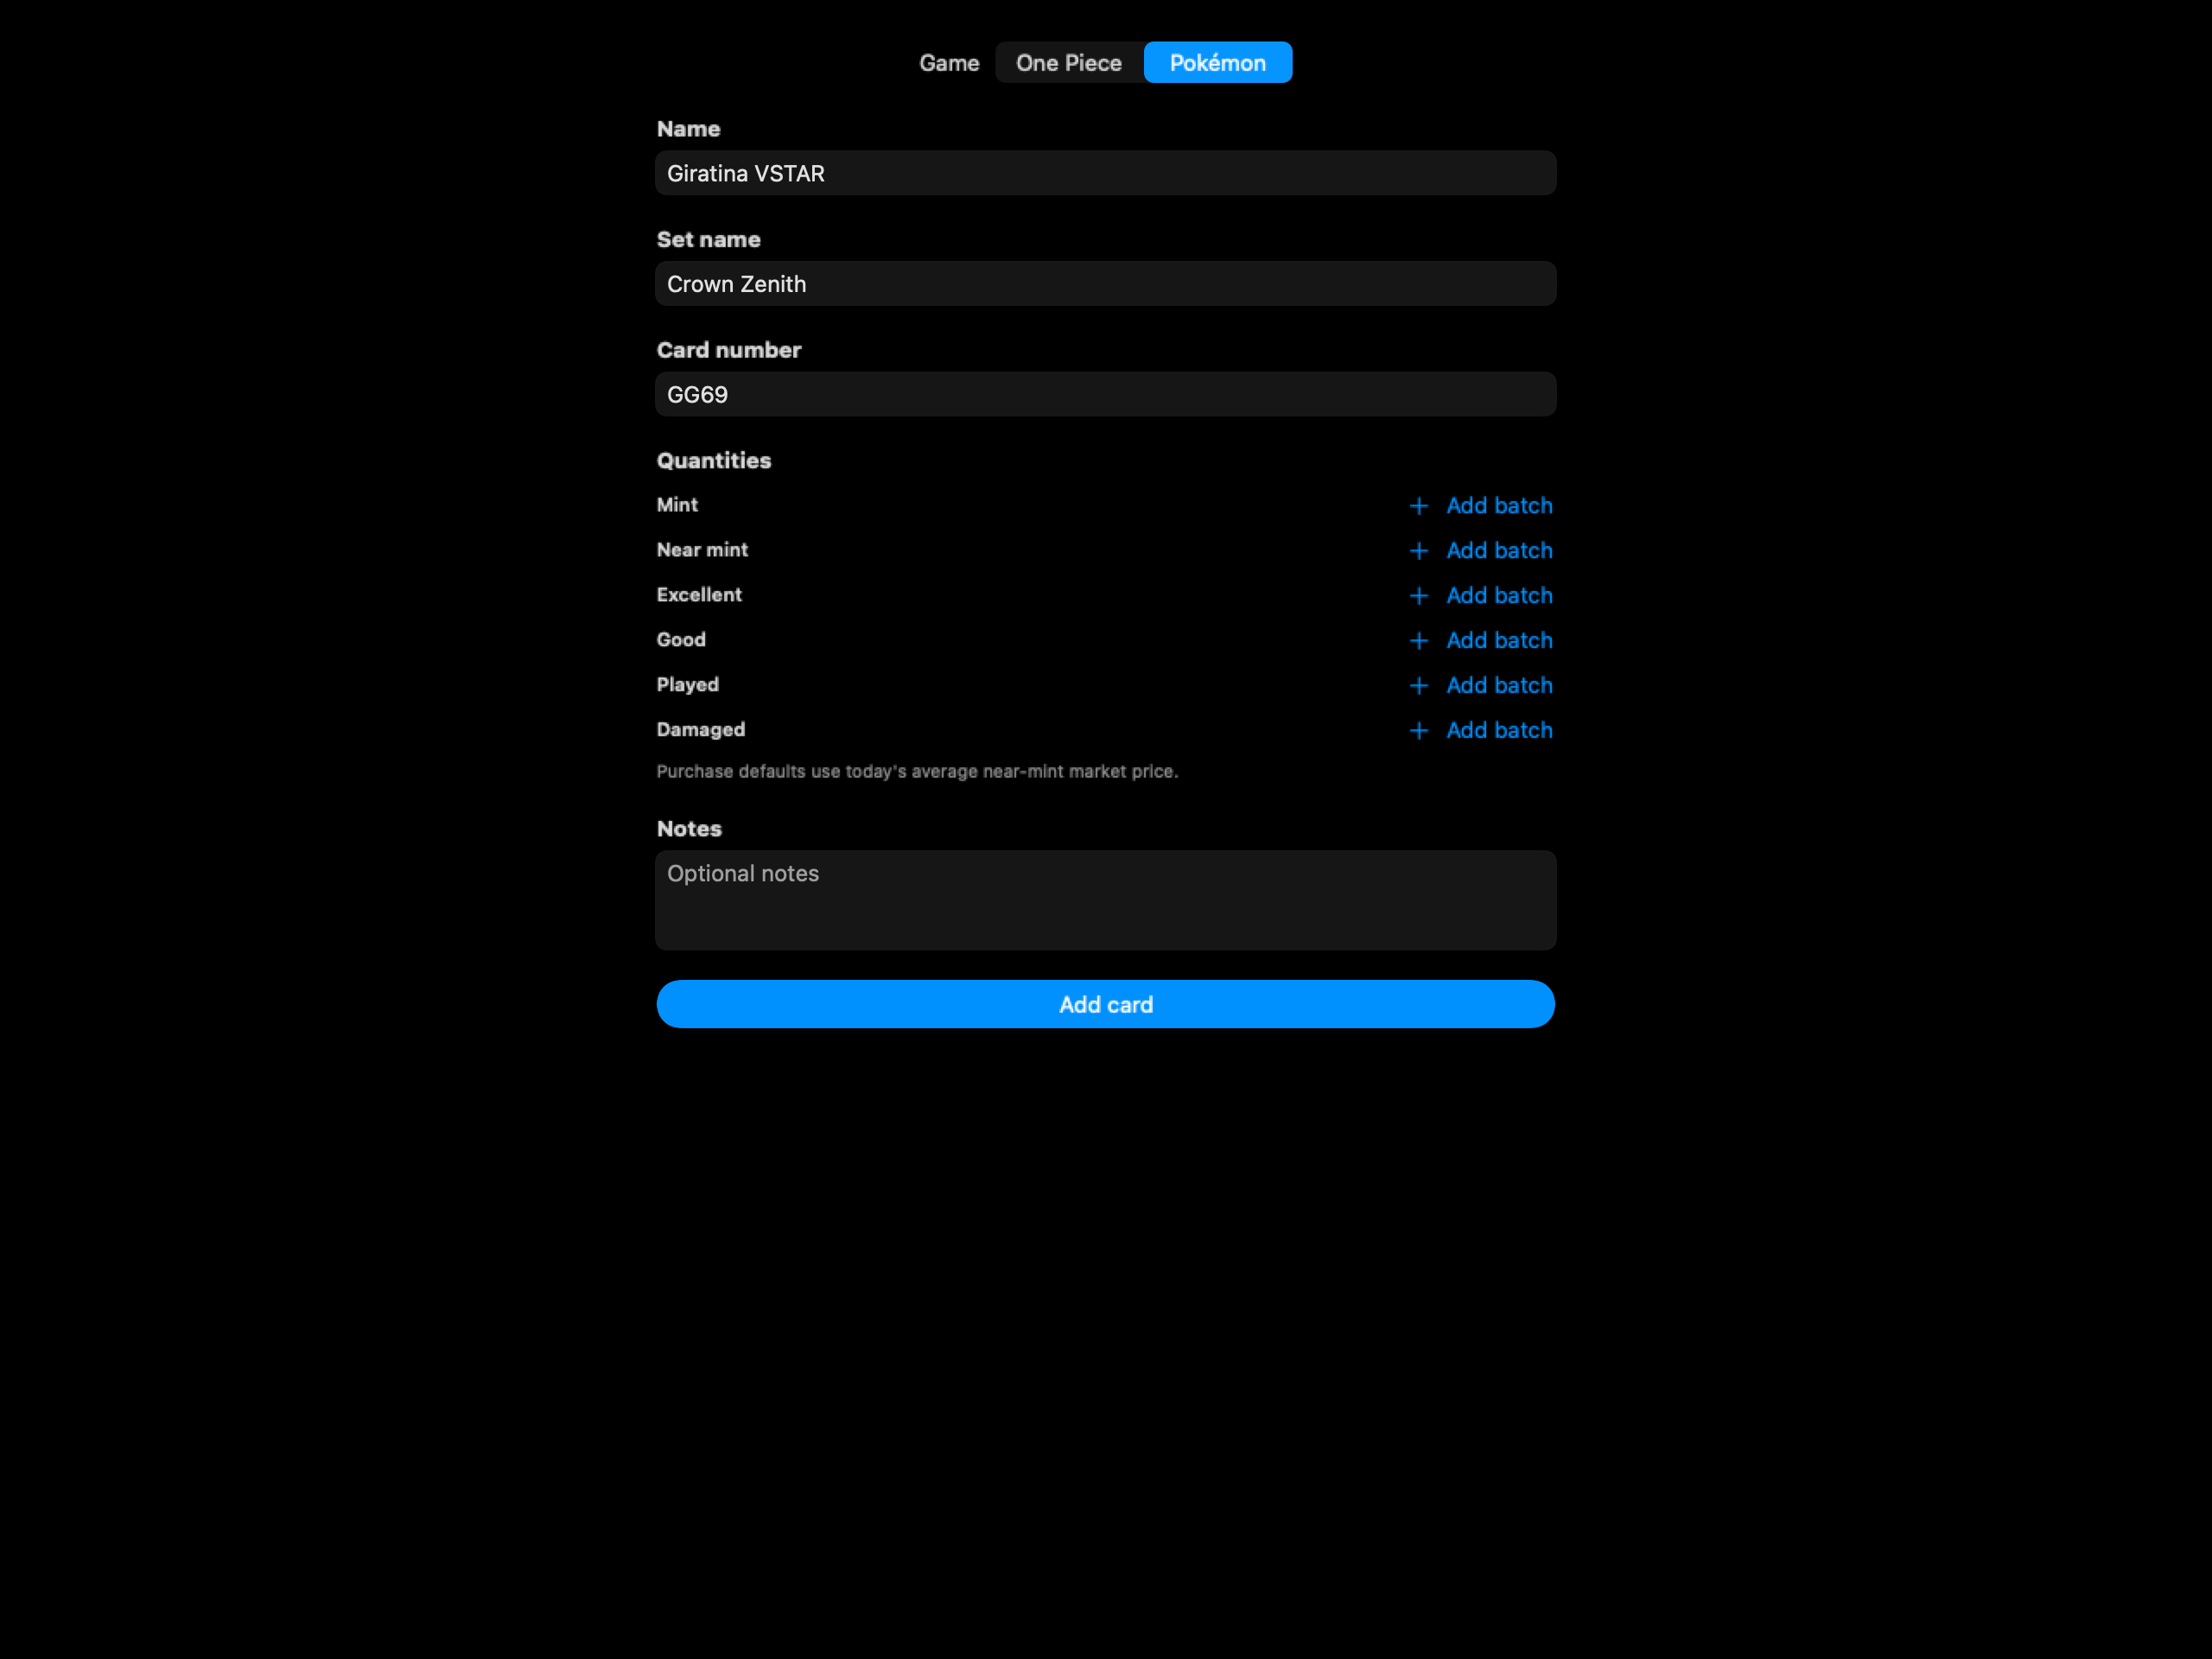 Game One Piece Pokémon
Name
Giratina VSTAR
Set name
Crown Zenith
Card number
GG69
Quantities
Mint + Add batch
Near mint + Add batch
Excellent + Add batch
Good + Add batch
Played + Add batch
Damaged + Add batch
Purchase defaults use today's average near-mint market price.
Notes
Optional notes
Add card